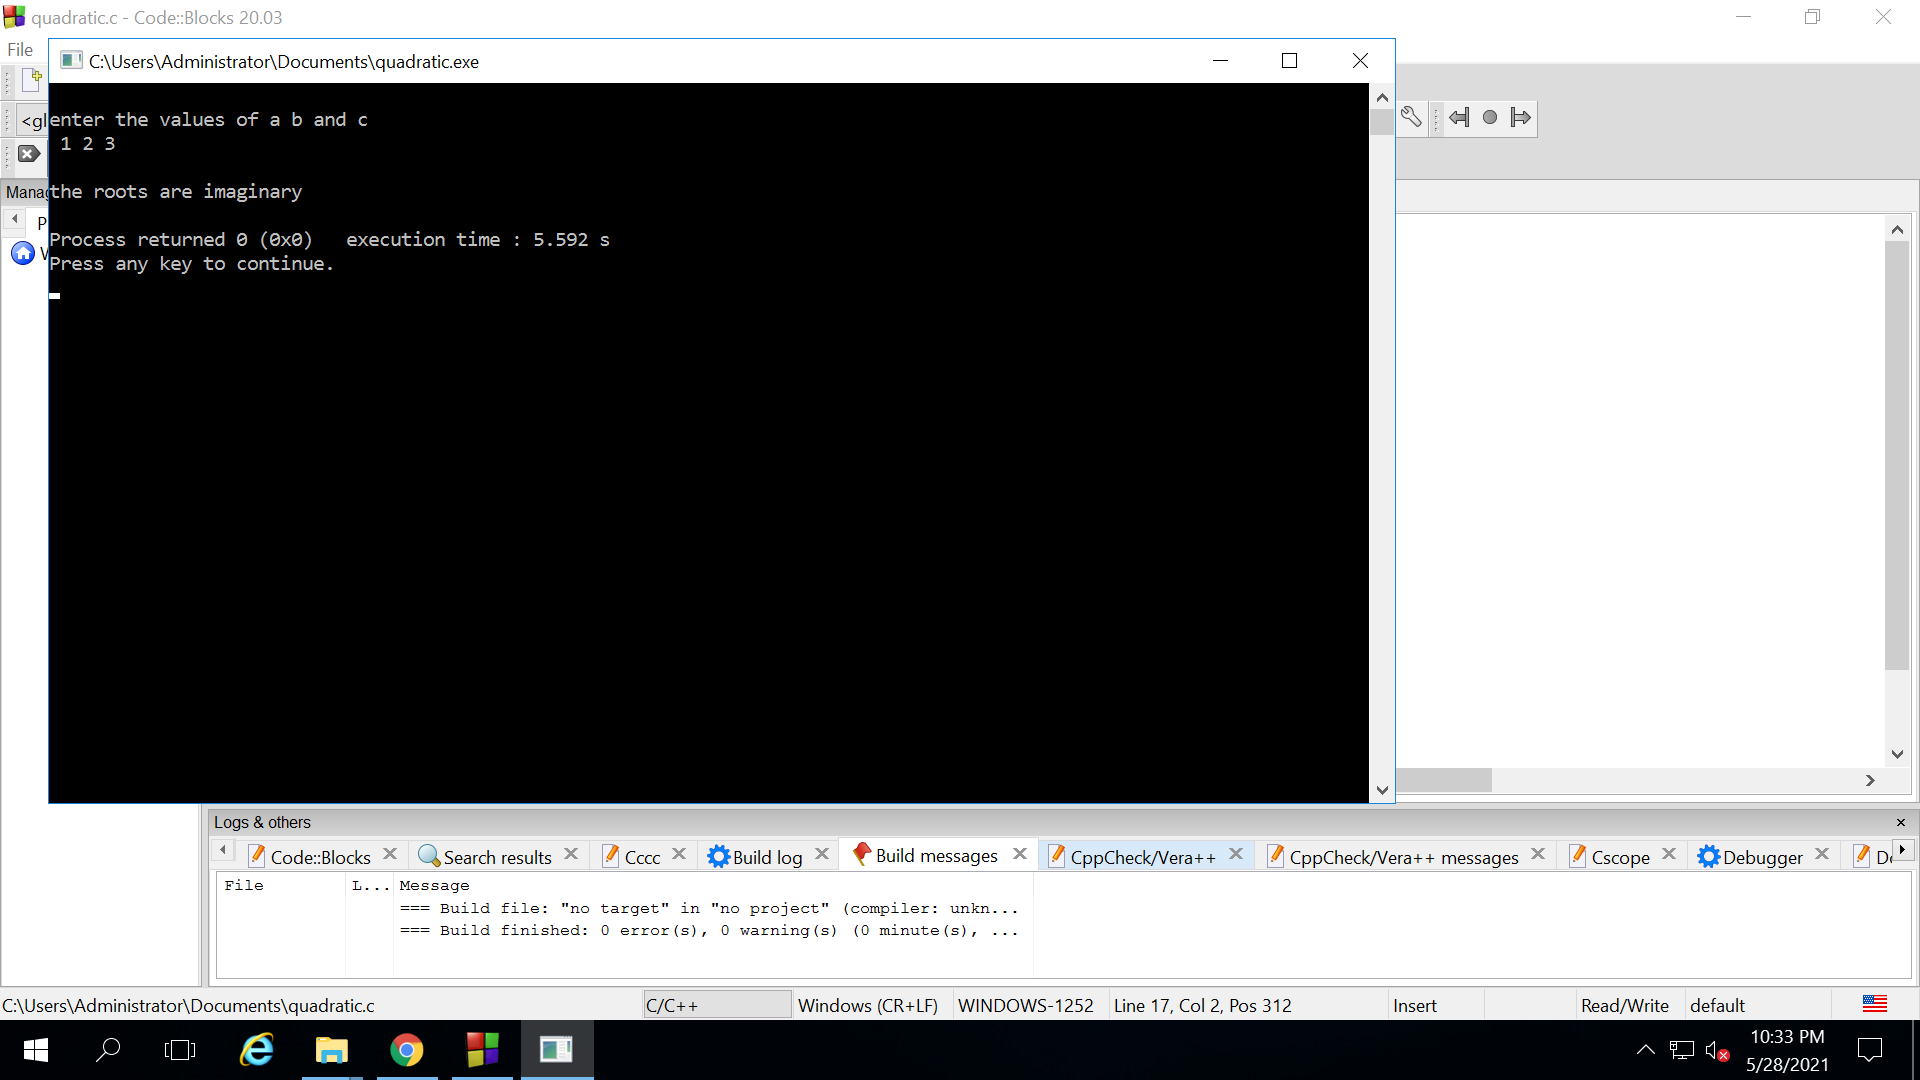 quadratic.c - Code::Blocks 20.03
File
C:\Users\Administrator\Documents\quadratic.exe
<gl
enter the values of a b and c
1 2 3
Manag
the roots are imaginary
P
Process returned 0 (0x0)   execution time : 5.592 s
Press any key to continue.
Logs & others
Code::Blocks
Search results
Cccc
Build log
Build messages
CppCheck/Vera++
CppCheck/Vera++ messages
Cscope
Debugger
File L... Message
=== Build file: "no target" in "no project" (compiler: unkn...
=== Build finished: 0 error(s), 0 warning(s) (0 minute(s), ...
C:\Users\Administrator\Documents\quadratic.c C/C++ Windows (CR+LF) WINDOWS-1252 Line 17, Col 2, Pos 312 Insert Read/Write default
10:33 PM
5/28/2021